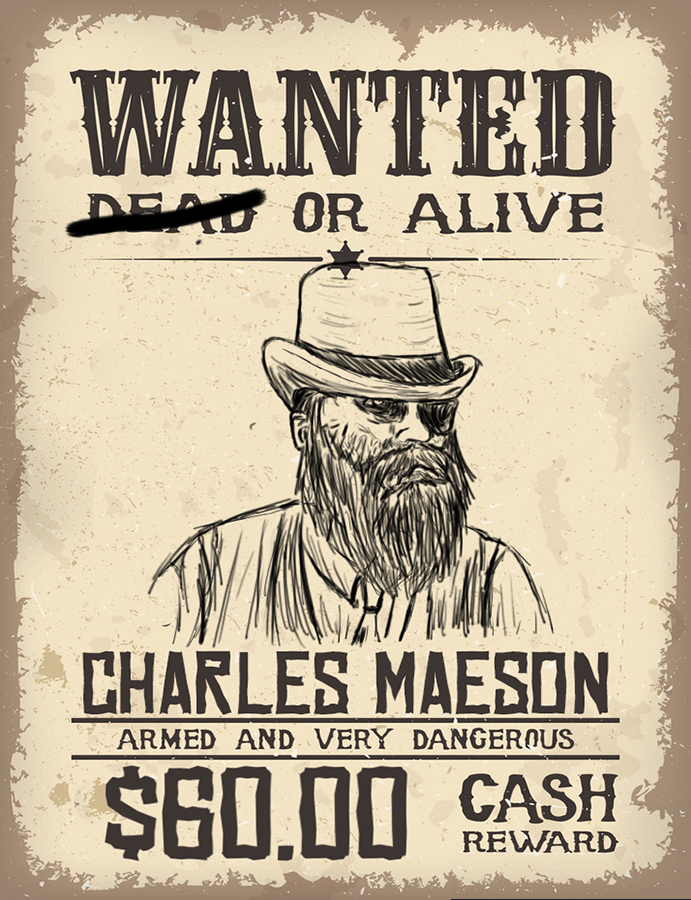 WANTED
DEAD OR ALIVE
CHARLES MAESON
ARMED AND VERY DANGEROUS
$60.00 CASH
REWARD